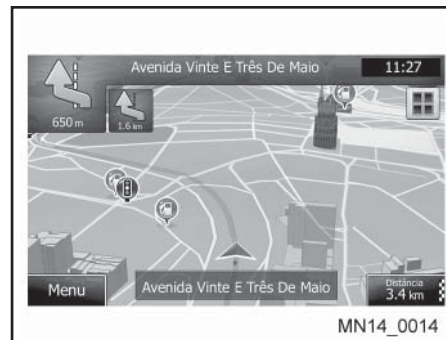 Avenida Vinte E Três De Maio
11:27
650 m
1.6 km
Menu
Avenida Vinte E Três De Maio
Distância
3.4 km
MN14_0014